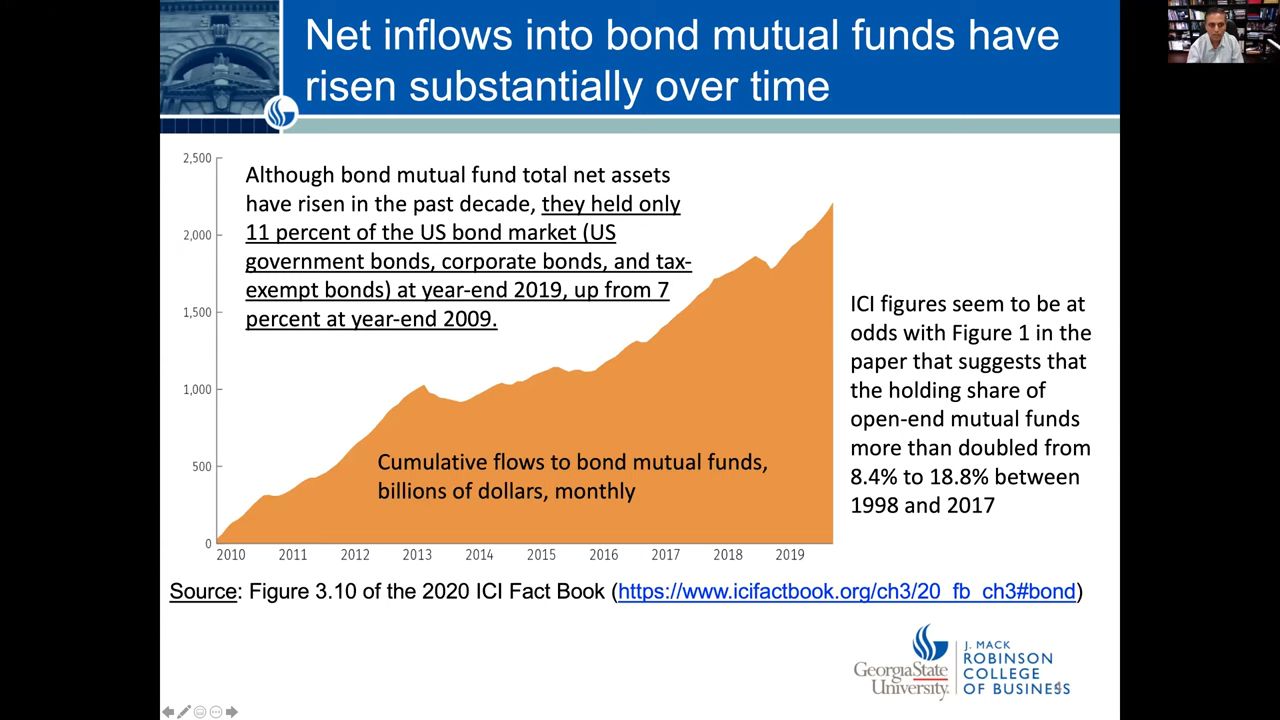 Net inflows into bond mutual funds have
risen substantially over time
2,500
2,000
1,500
1,000
500
0
Although bond mutual fund total net assets
have risen in the past decade, they held only
11 percent of the US bond market (US
government bonds, corporate bonds, and tax-
exempt bonds) at year-end 2019, up from 7
percent at year-end 2009.
Cumulative flows to bond mutual funds,
billions of dollars, monthly
2010 2011 2012 2013 2014 2015 2016 2017 2018 2019
ICI figures seem to be at
odds with Figure 1 in the
paper that suggests that
the holding share of
open-end mutual funds
more than doubled from
8.4% to 18.8% between
1998 and 2017
Source: Figure 3.10 of the 2020 ICI Fact Book (https://www.icifactbook.org/ch3/20_fb_ch3#bond)
GeorgiaState
University.
J. MACK
ROBINSON
COLLEGE
OF BUSINESS